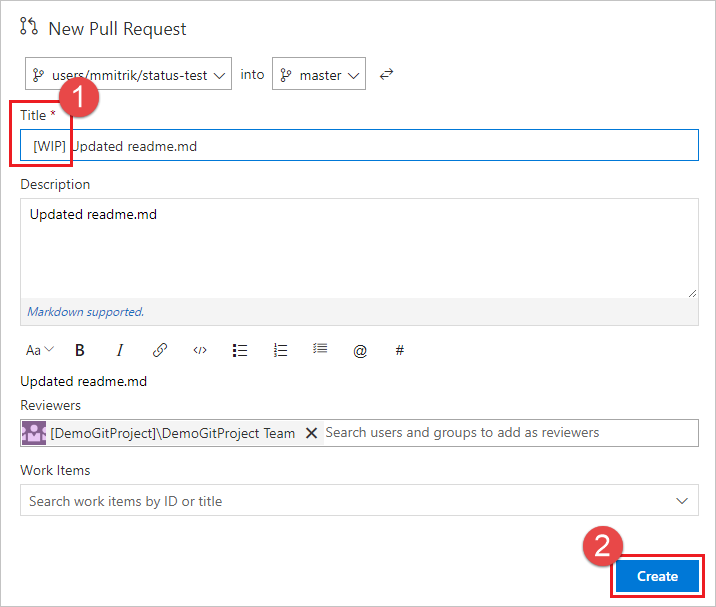 New Pull Request
users/mmitrik/status-test into master
1
Title *
[WIP] Updated readme.md
Description
Updated readme.md
Markdown supported.
Aa B I </> @ #
Updated readme.md
Reviewers
[DemoGitProject]\DemoGitProject Team Search users and groups to add as reviewers
Work Items
Search work items by ID or title
2
Create